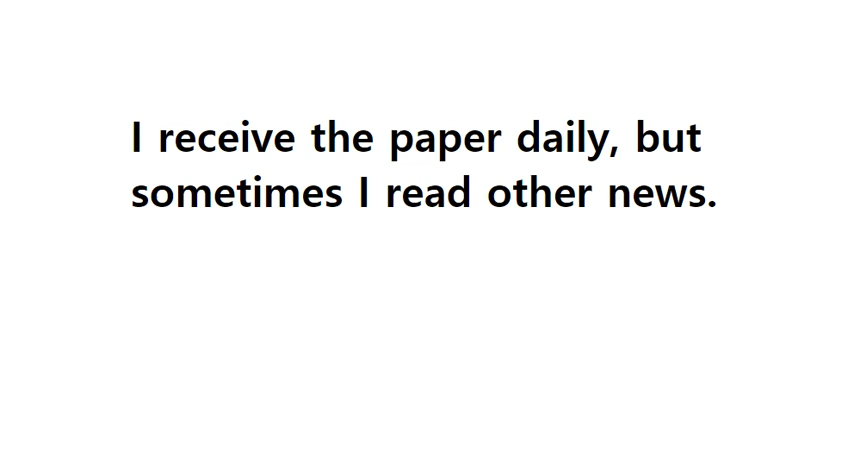 I receive the paper daily, but
sometimes I read other news.